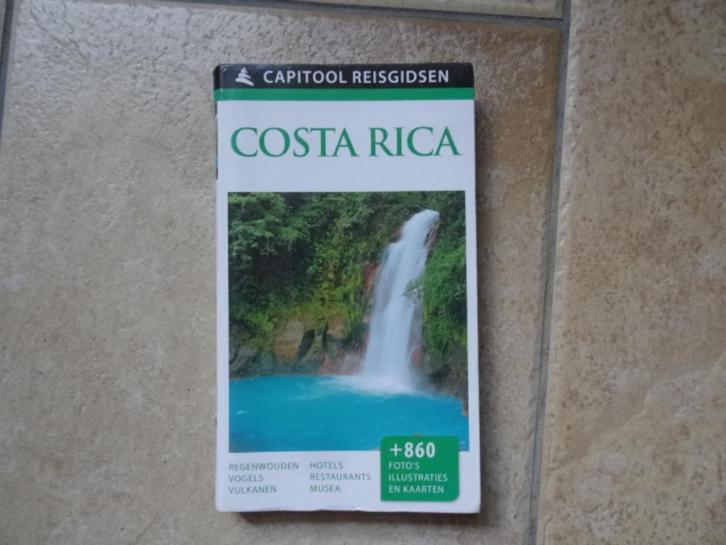 CAPITOOL REISGIDSEN
COSTA RICA
REGENWOUDEN
VOGELS
VULKANEN
HOTELS
RESTAURANTS
MUSEA
+860
FOTO'S
ILLUSTRATIES
EN KAARTEN